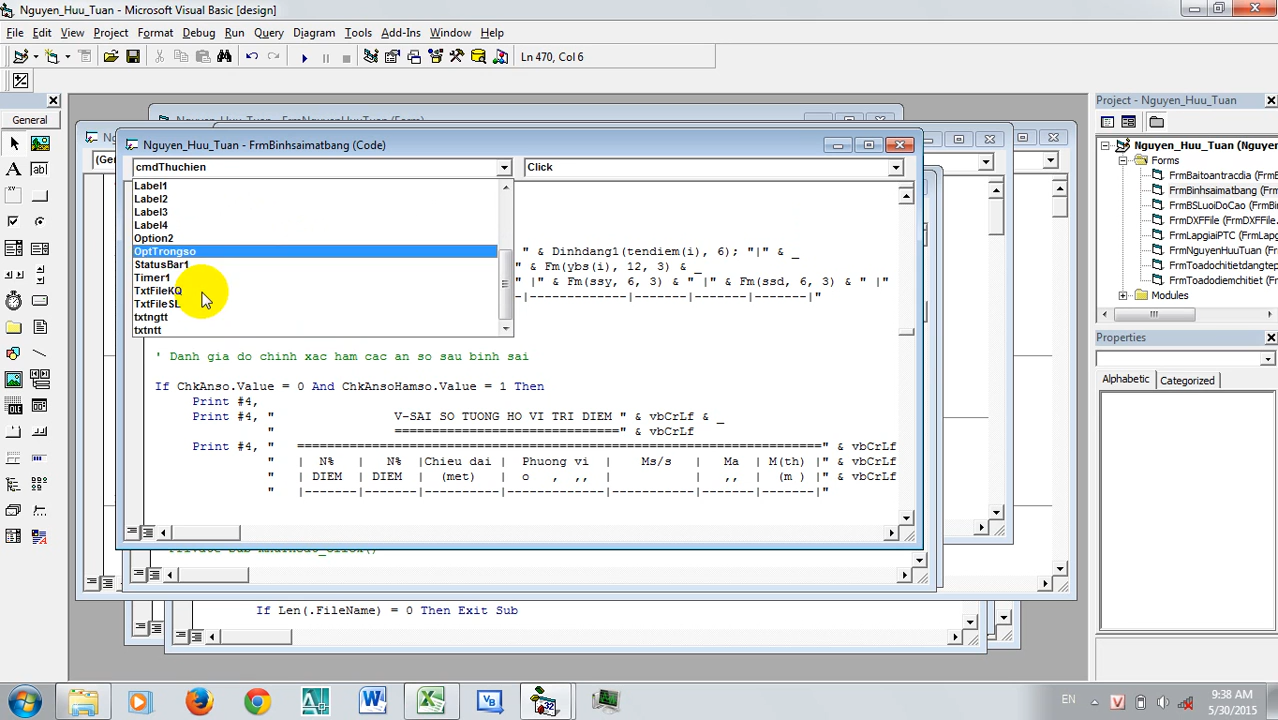 Nguyen_Huu_Tuan - Microsoft Visual Basic [design]
File Edit View Project Format Debug Run Query Diagram Tools Add-Ins Window Help
Ln 470, Col 6
General
Nguyen_Huu_Tuan - FrmBinhsaimatbang (Code)
cmdThuchien
Click
Label1
Label2
Label3
Label4
Option2
OptTrongso
StatusBar1
Timer1
TxtFileKQ
TxtFileSL
txtngtt
txtntt
" & Dinhdang1(tendiem(i), 6); "|" & _
" & Fm(ybs(i), 12, 3) & _
" |" & Fm(ssy, 6, 3) & " |" & Fm(ssd, 6, 3) & " |"
|-------------|-------|-------|-------|"
' Danh gia do chinh xac ham cac an so sau binh sai
If ChkAnso.Value = 0 And ChkAnsoHamso.Value = 1 Then
Print #4,
Print #4, " V-SAI SO TUONG HO VI TRI DIEM " & vbCrLf & _
" ==============================" & vbCrLf
Print #4, " ======================================================================" & vbCrLf
" | N% | N% |Chieu dai | Phuong vi | Ms/s | Ma | M(th) |" & vbCrLf
" | DIEM | DIEM | (met) | o , ,, | | ,, | (m ) |" & vbCrLf
" |-------|-------|----------|-----------|-----------|-------|-------|"
If Len(.FileName) = 0 Then Exit Sub
Project - Nguyen_Huu_Tuan
Nguyen_Huu_Tuan (Nguyen
Forms
FrmBaitoantracdia
FrmBinhsaimatbang
FrmBSLuoiDoCao
FrmDXFFile
FrmLapgiaiPTC
FrmNguyenHuuTuan
FrmToadochitietdangtep
FrmToadodiemchitiet
Modules
Properties
Alphabetic Categorized
EN
9:38 AM
5/30/2015